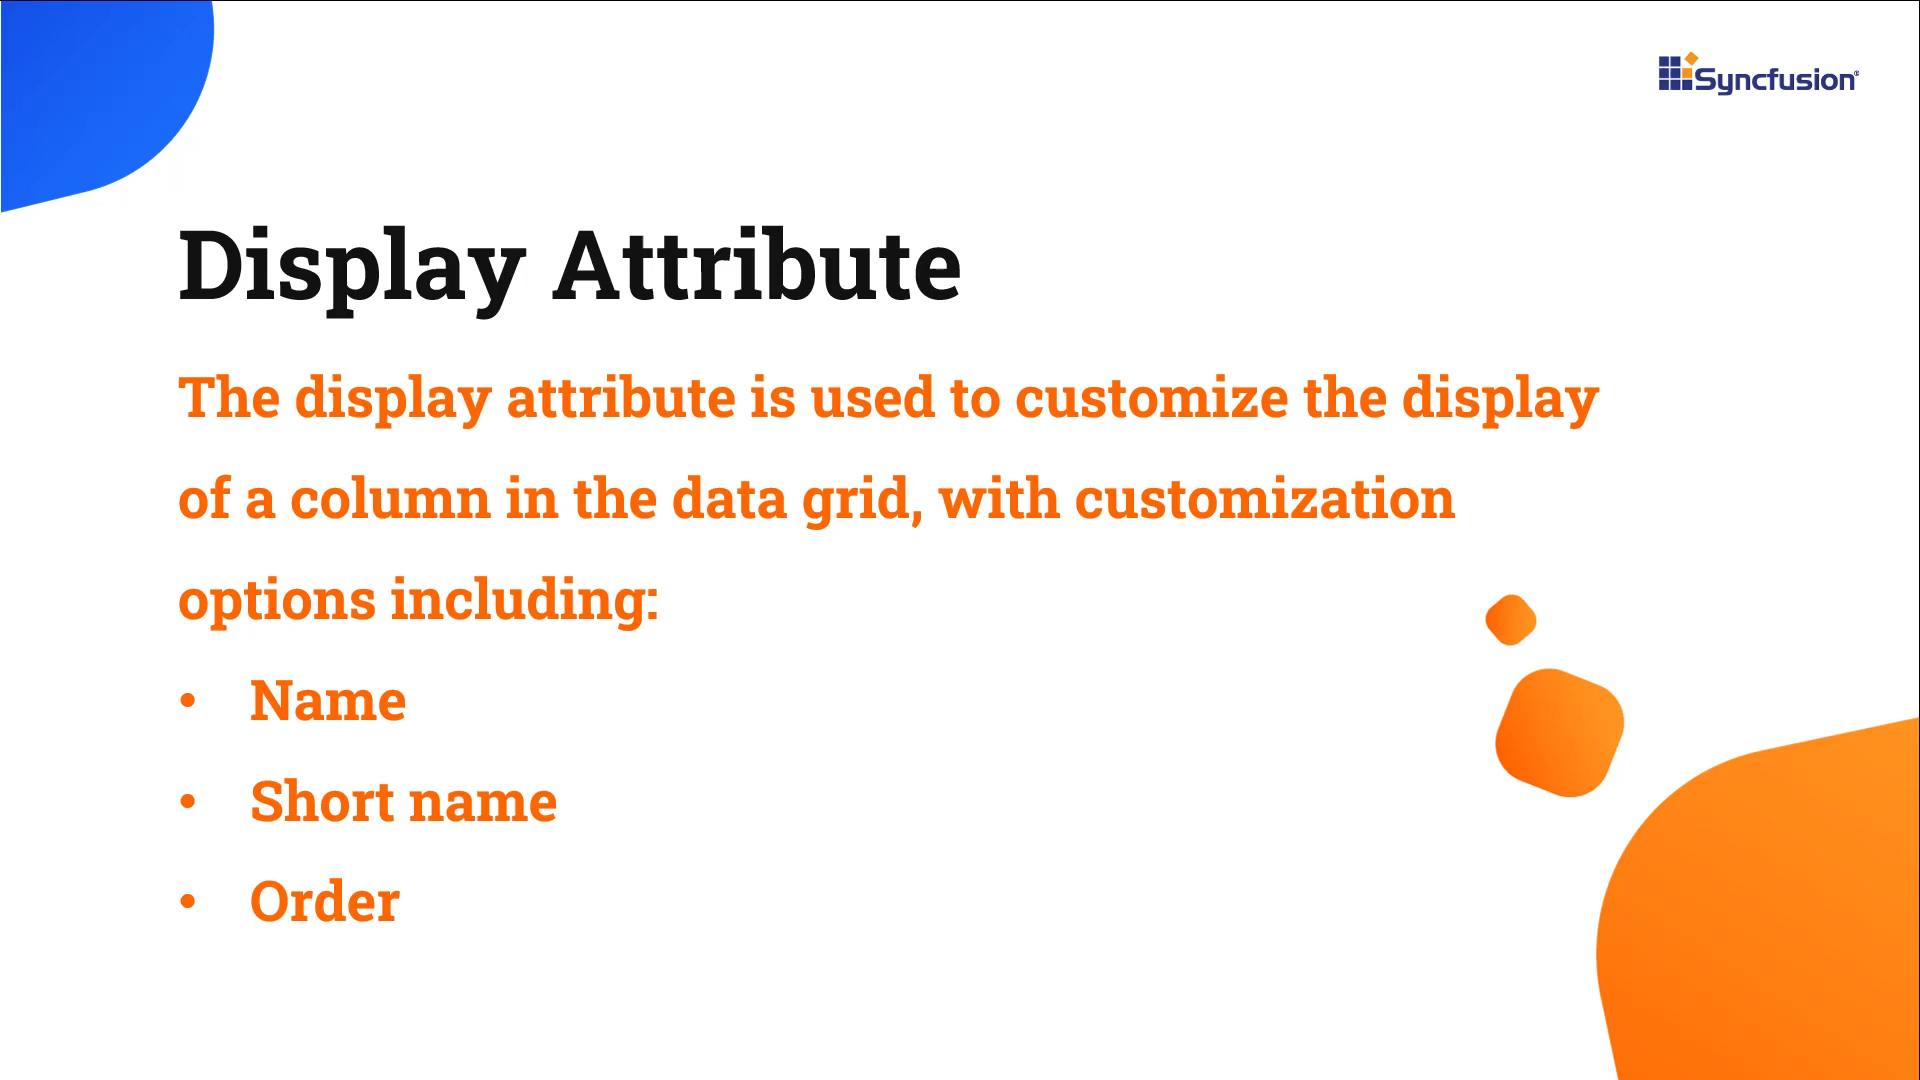 Syncfusion®
Display Attribute
The display attribute is used to customize the display
of a column in the data grid, with customization
options including:
• Name
• Short name
• Order